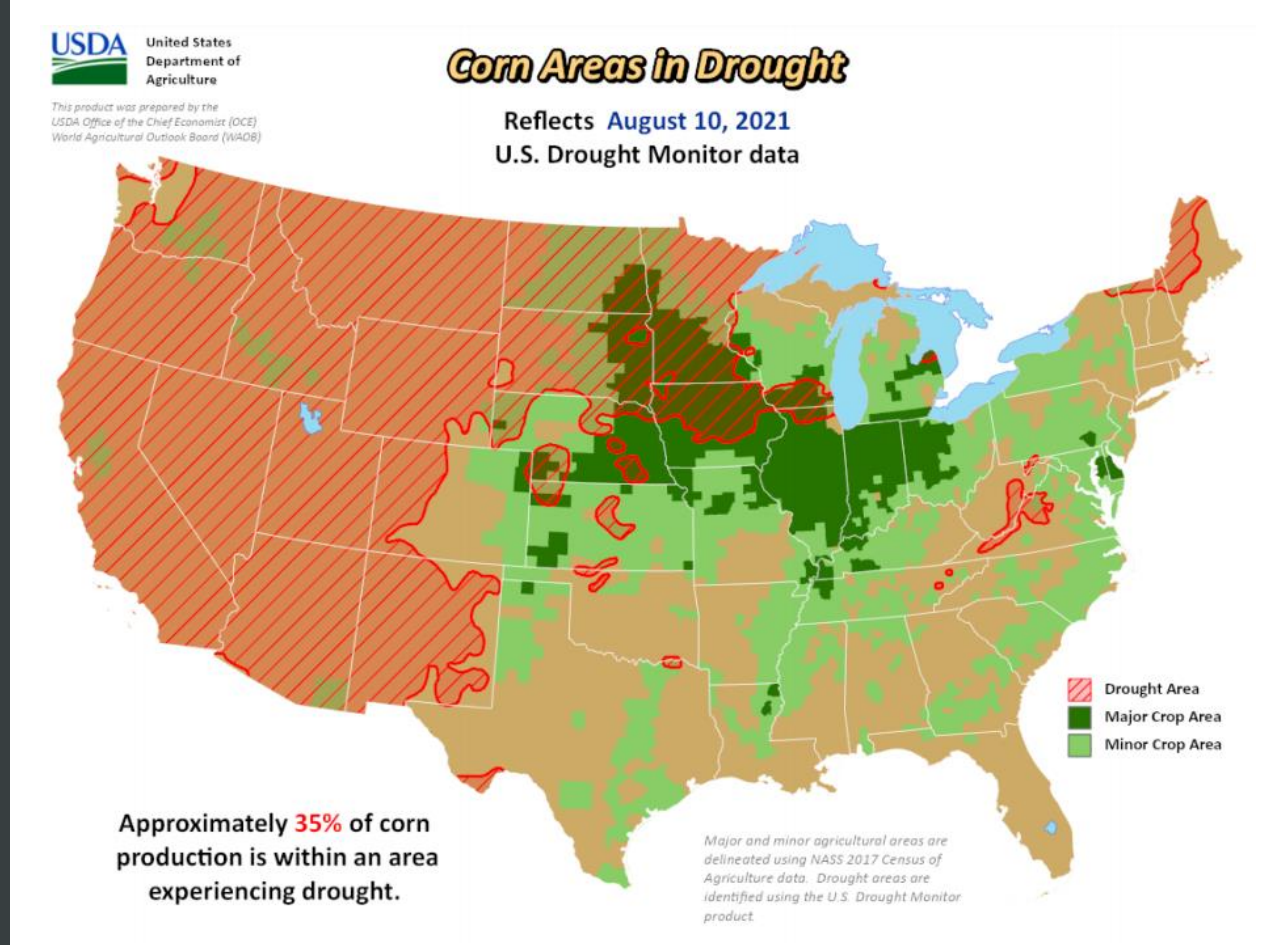 USDA
United States
Department of
Agriculture
This product was prepared by the
USDA Office of the Chief Economist (OCE)
World Agricultural Outlook Board (WAOB)
Corn Areas in Drought
Reflects August 10, 2021
U.S. Drought Monitor data
Drought Area
Major Crop Area
Minor Crop Area
Approximately 35% of corn
production is within an area
experiencing drought.
Major and minor agricultural areas are
delineated using NASS 2017 Census of
Agriculture data. Drought areas are
identified using the U.S. Drought Monitor
product